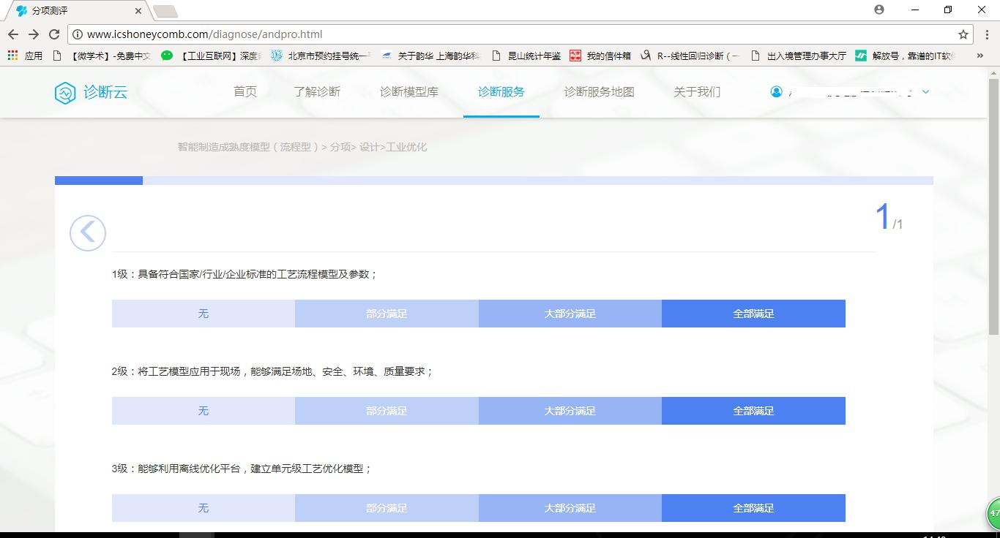 分项测评
www.icshoneycomb.com/diagnose/andpro.html
应用 【微学术】-免费中文 【工业互联网】深度 北京市预约挂号统一 关于韵华 上海韵华科 昆山统计年鉴 我的信件箱 R--线性回归诊断（一 出入境管理办事大厅 解放号，靠谱的IT软 »
诊断云 首页 了解诊断 诊断模型库 诊断服务 诊断服务地图 关于我们
智能制造成熟度模型（流程型）> 分项> 设计>工业优化
1/1
1级：具备符合国家/行业/企业标准的工艺流程模型及参数；
无 部分满足 大部分满足 全部满足
2级：将工艺模型应用于现场，能够满足场地、安全、环境、质量要求；
无 部分满足 大部分满足 全部满足
3级：能够利用离线优化平台，建立单元级工艺优化模型；
无 部分满足 大部分满足 全部满足
47